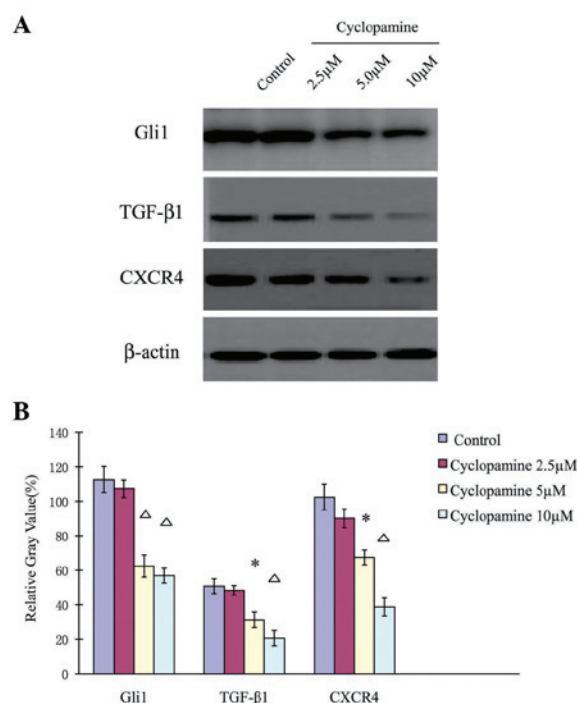 A
Cyclopamine
Control 2.5μM 5.0μM 10μM
Gli1
TGF-β1
CXCR4
β-actin
B
Relative Gray Value(%)
140
120
100
80
60
40
20
0
Control
Cyclopamine 2.5μM
Cyclopamine 5μM
Cyclopamine 10μM
△ △ * △ * △
Gli1 TGF-β1 CXCR4